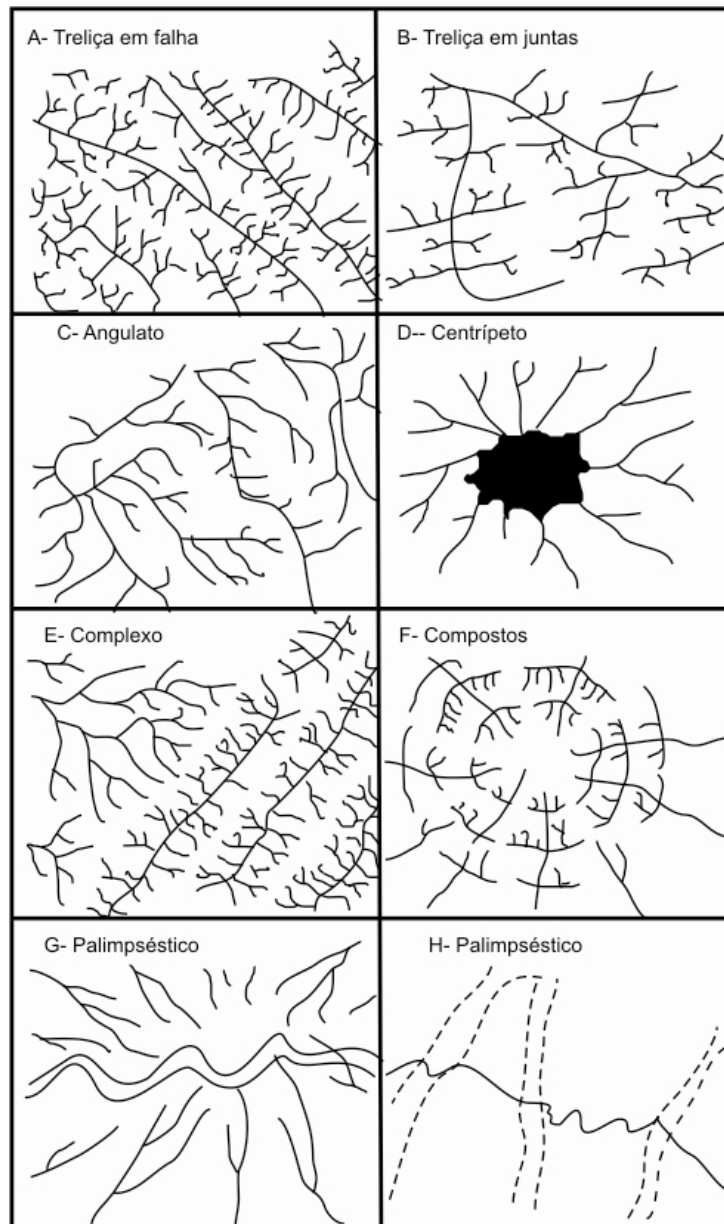 A- Treliça em falha
B- Treliça em juntas
C- Angulato
D-- Centrípeto
E- Complexo
F- Compostos
G- Palimpséstico
H- Palimpséstico